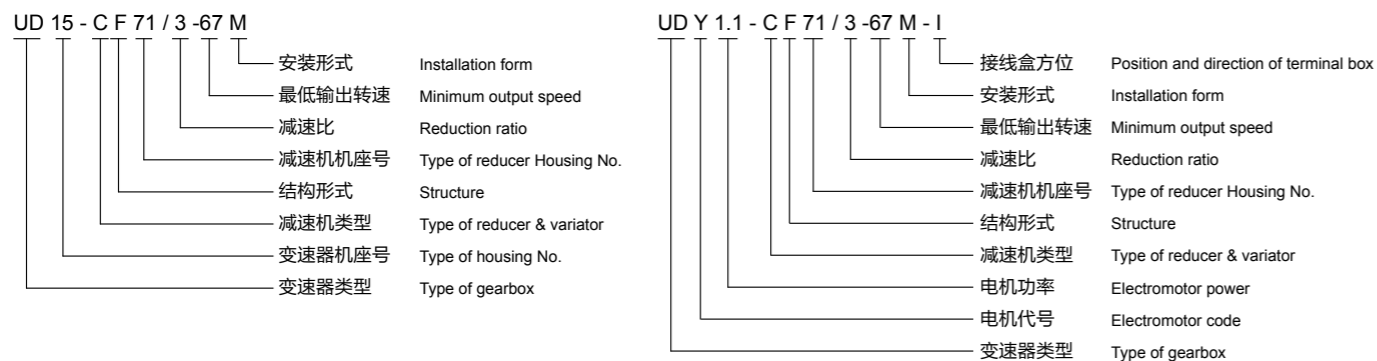 UD 15 - C F 71 / 3 -67 M
安装形式 Installation form
最低输出转速 Minimum output speed
减速比 Reduction ratio
减速机机座号 Type of reducer Housing No.
结构形式 Structure
减速机类型 Type of reducer & variator
变速器机座号 Type of housing No.
变速器类型 Type of gearbox
UD Y 1.1 - C F 71 / 3 -67 M - I
接线盒方位 Position and direction of terminal box
安装形式 Installation form
最低输出转速 Minimum output speed
减速比 Reduction ratio
减速机机座号 Type of reducer Housing No.
结构形式 Structure
减速机类型 Type of reducer & variator
电机功率 Electromotor power
电机代号 Electromotor code
变速器类型 Type of gearbox